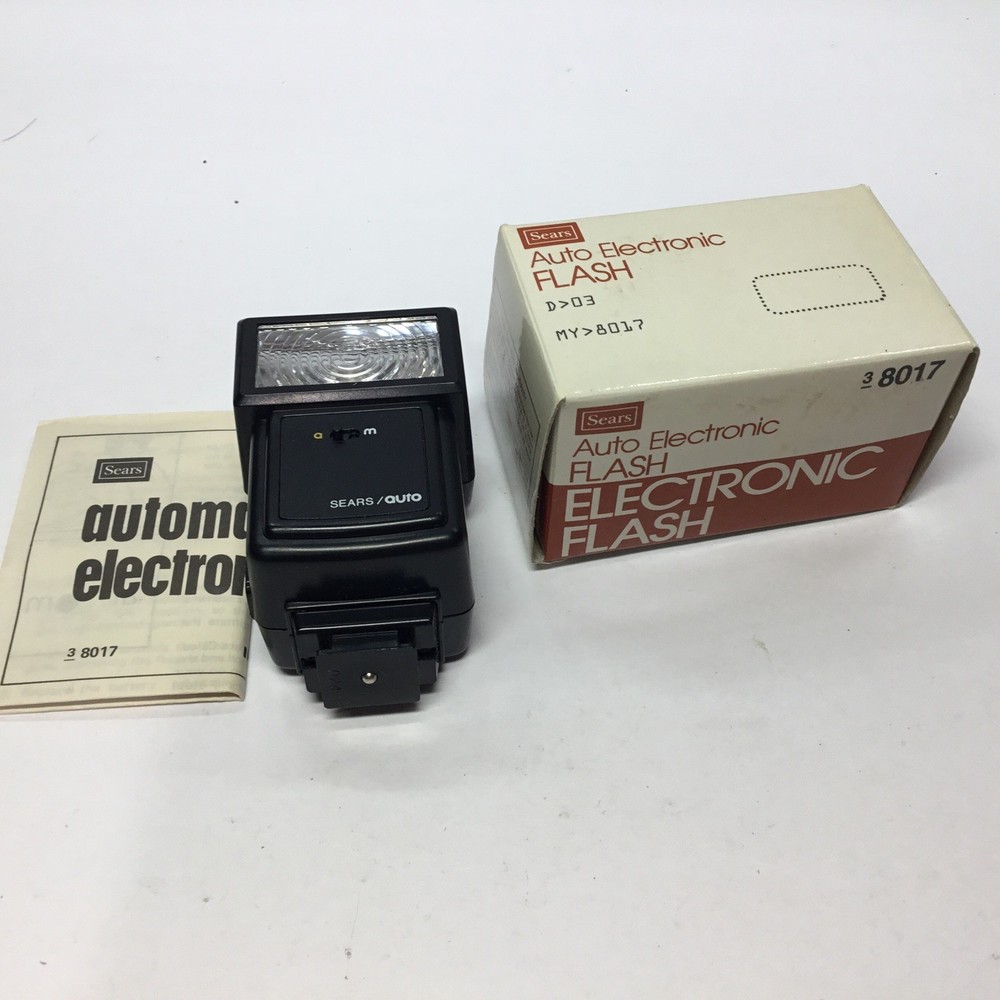 Sears
automa
electron
3 8017
a m
SEARS/auto
Sears
Auto Electronic
FLASH
D>03
MY>8017
3 8017
Sears
Auto Electronic
FLASH
ELECTRONIC
FLASH